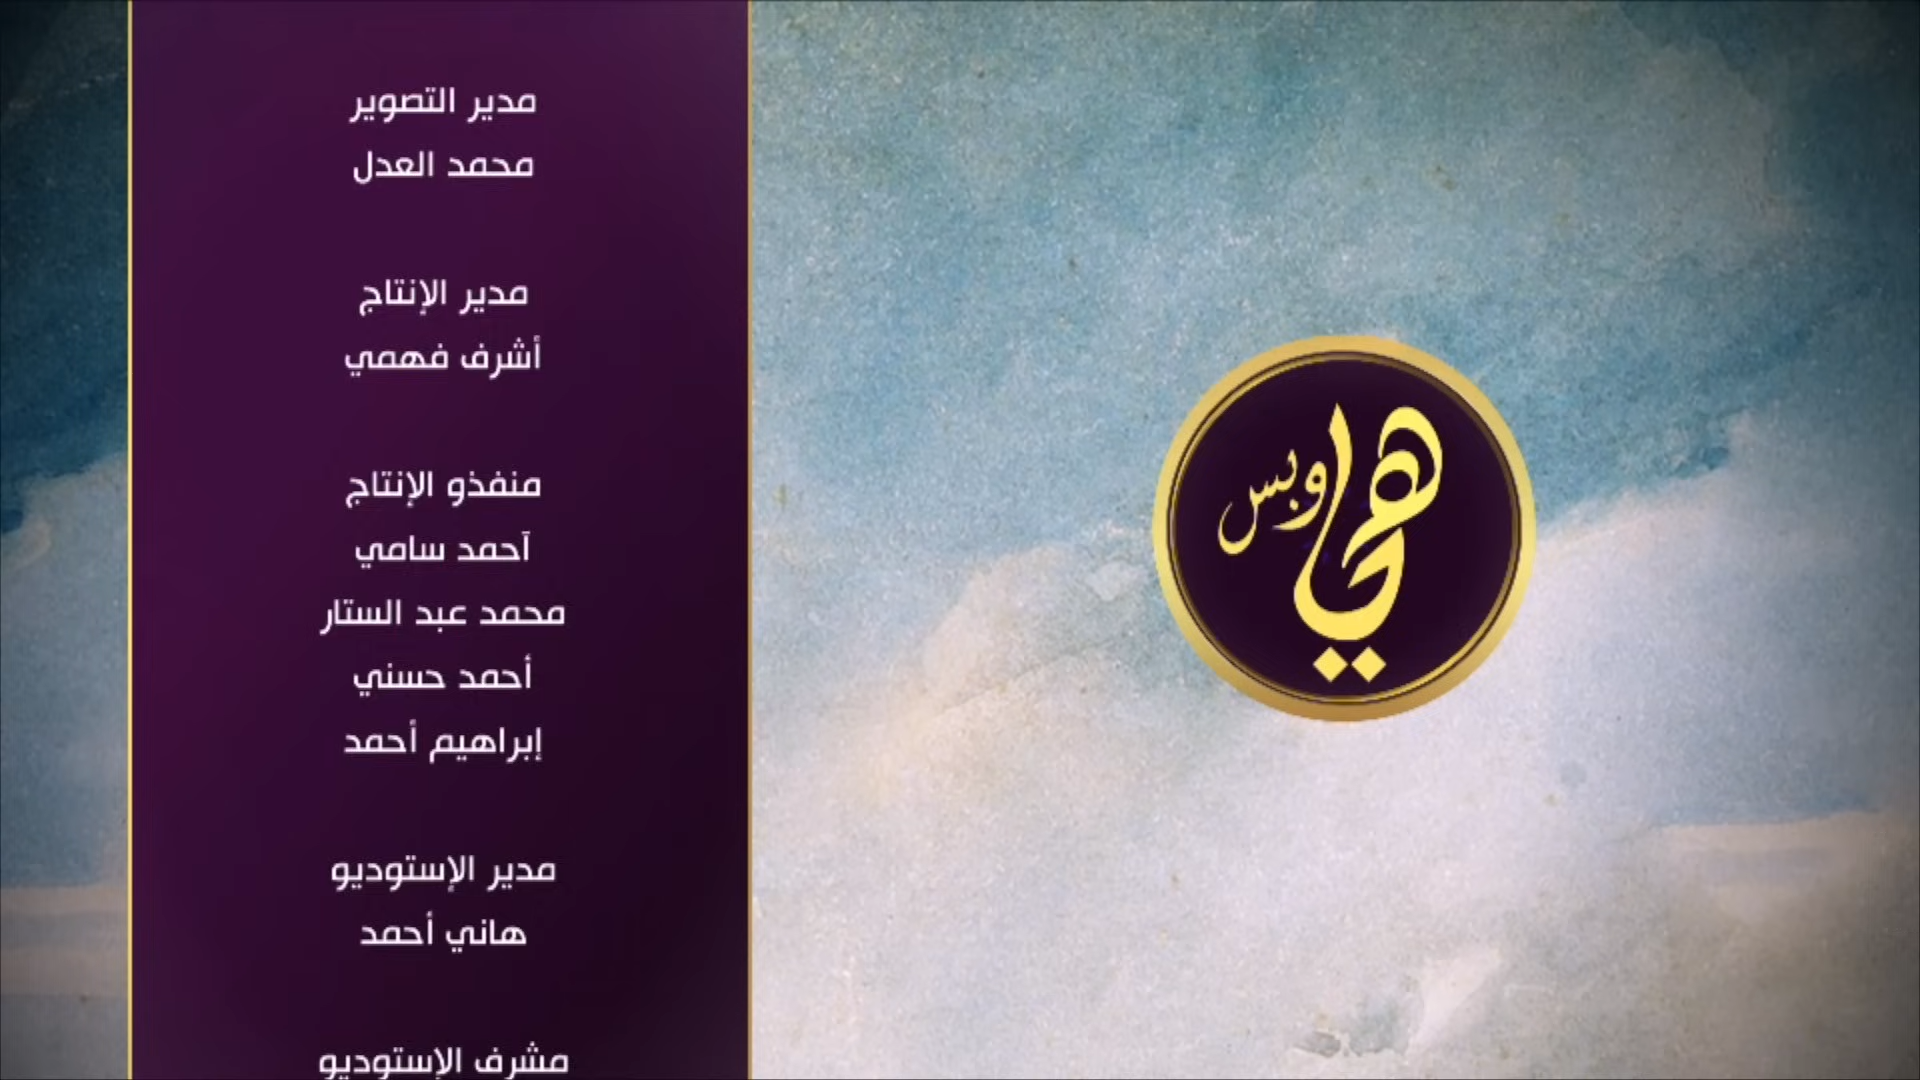 مدير التصوير
محمد العدل
مدير الإنتاج
أشرف فهمي
منفذو الإنتاج
آحمد سامي
محمد عبد الستار
أحمد حسني
إبراهيم أحمد
مدير الإستوديو
هاني أحمد
مشرف الإستوديو
هي وبس